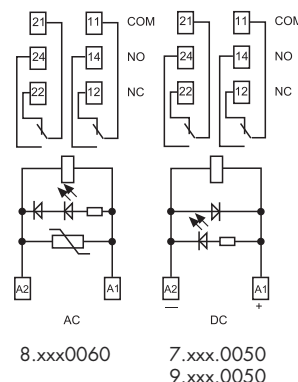 21 11 COM 21 11 COM
24 14 NO 24 14 NO
22 12 NC 22 12 NC
A2 A1 A2 A1
— +
AC DC
8.xxx0060 7.xxx.0050
9.xxx.0050